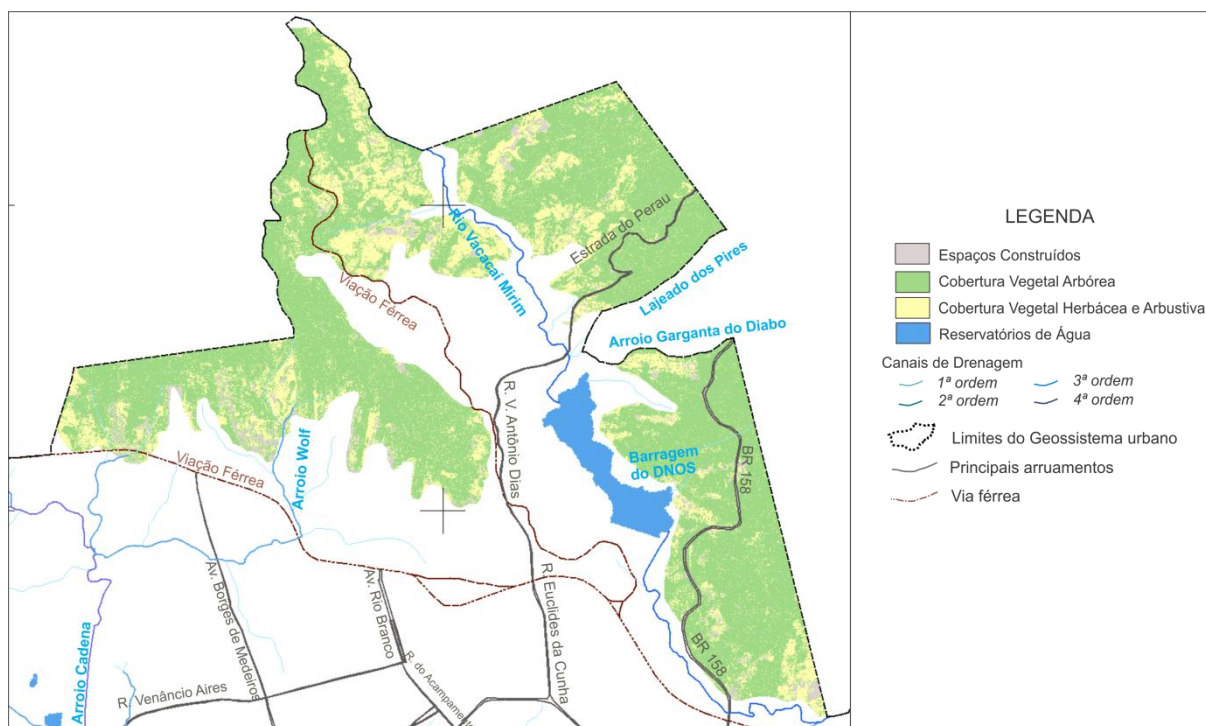 Estrada do Perau
Rio Vacacaí Mirim
Lajeado dos Pires
Viação Férrea
Arroio Garganta do Diabo
R. V. Antônio Dias
Barragem
do DNOS
BR 158
Viação Férrea
Arroio Wolf
Av. Borges de Medeiros
Av. Rio Branco
R. Euclides da Cunha
BR 158
Arroio Cadena
R. Venâncio Aires
R. do Acampamento
LEGENDA
Espaços Construídos
Cobertura Vegetal Arbórea
Cobertura Vegetal Herbácea e Arbustiva
Reservatórios de Água
Canais de Drenagem
1ª ordem
3ª ordem
2ª ordem
4ª ordem
Limites do Geossistema urbano
Principais arruamentos
Via férrea